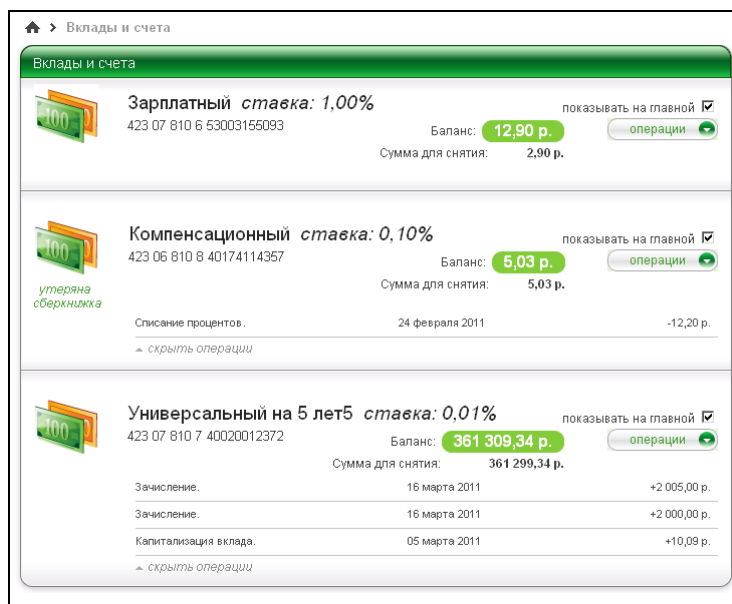 Вклады и счета
Вклады и счета
Зарплатный ставка: 1,00%
показывать на главной
423 07 810 6 53003155093
Баланс: 12,90 р.
операции
Сумма для снятия: 2,90 р.
100
Компенсационный ставка: 0,10%
показывать на главной
423 06 810 8 40174114357
Баланс: 5,03 р.
операции
Сумма для снятия: 5,03 р.
100
утеряна
сберкнижка
Списание процентов. 24 февраля 2011 -12,20 р.
скрыть операции
Универсальный на 5 лет5 ставка: 0,01%
показывать на главной
423 07 810 7 40020012372
Баланс: 361 309,34 р.
операции
Сумма для снятия: 361 299,34 р.
100
Зачисление. 16 марта 2011 +2 005,00 р.
Зачисление. 16 марта 2011 +2 000,00 р.
Капитализация вклада. 05 марта 2011 +10,09 р.
скрыть операции